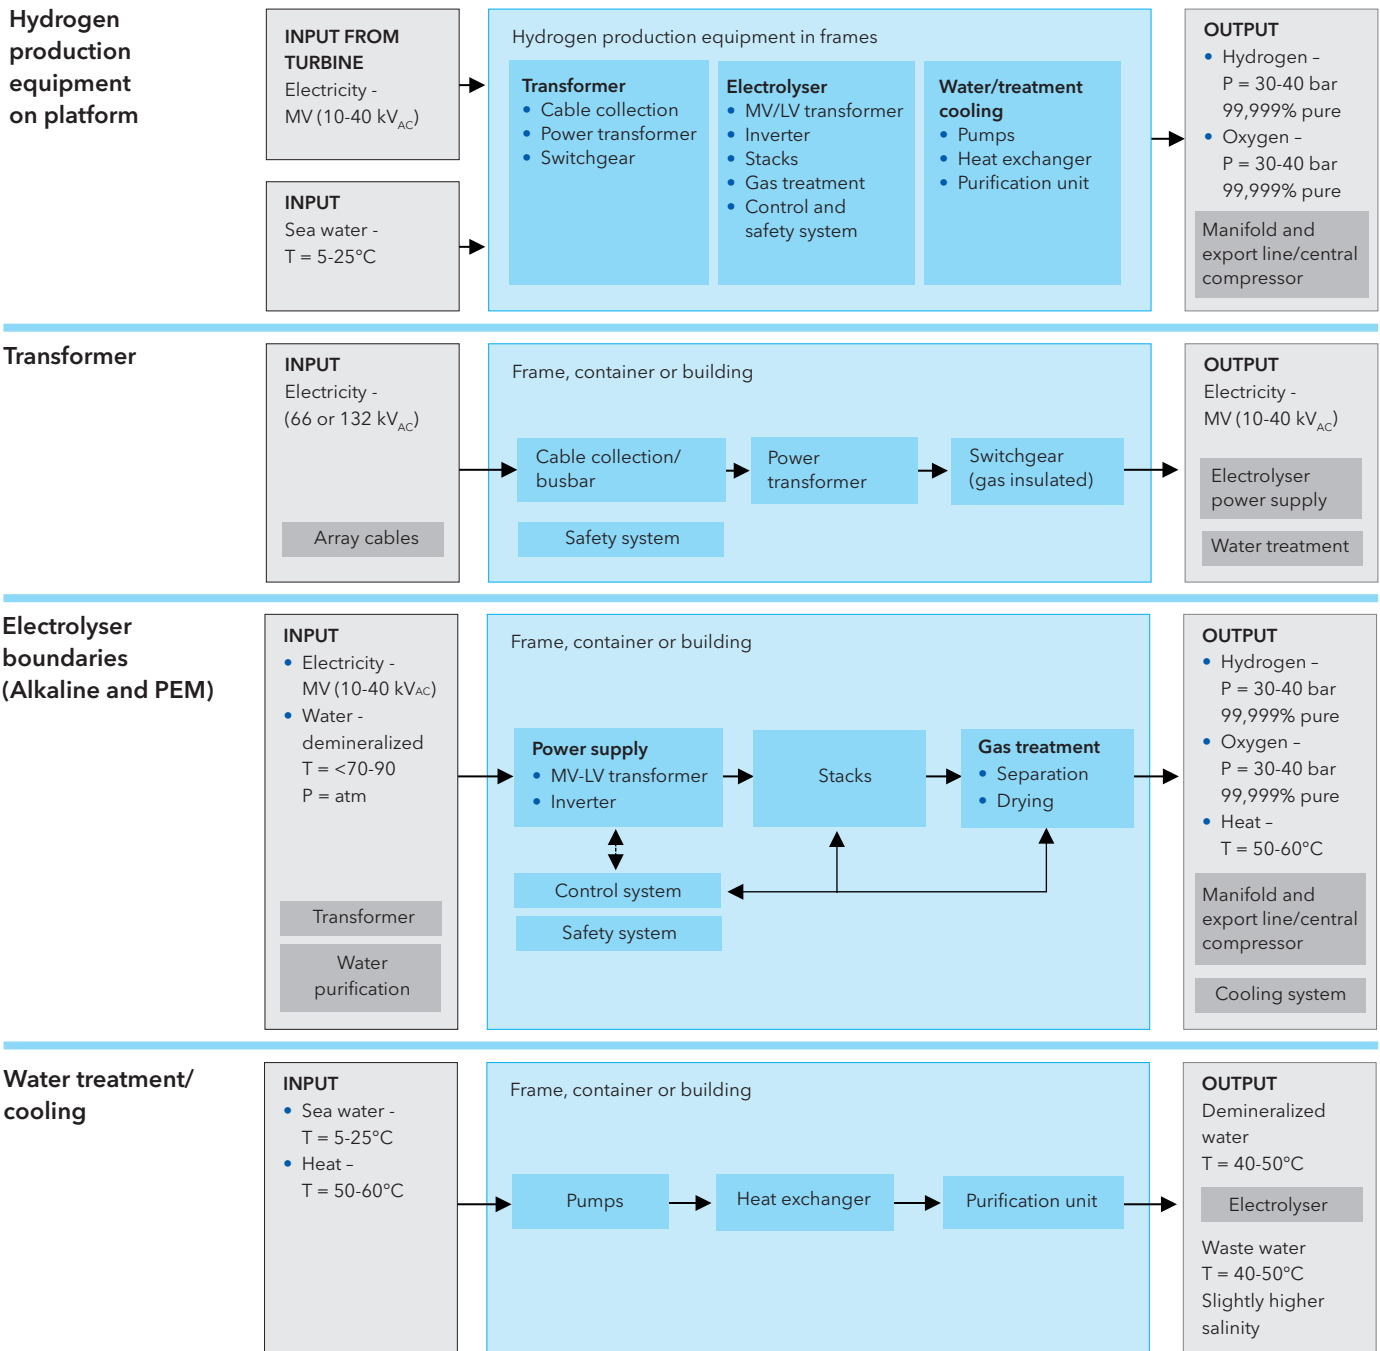 Hydrogen
production
equipment
on platform
INPUT FROM
TURBINE
Electricity -
MV (10-40 kVAC)
INPUT
Sea water -
T = 5-25°C
Hydrogen production equipment in frames
Transformer
• Cable collection
• Power transformer
• Switchgear
Electrolyser
• MV/LV transformer
• Inverter
• Stacks
• Gas treatment
• Control and
safety system
Water/treatment
cooling
• Pumps
• Heat exchanger
• Purification unit
OUTPUT
• Hydrogen –
P = 30-40 bar
99,999% pure
• Oxygen –
P = 30-40 bar
99,999% pure
Manifold and
export line/central
compressor
Transformer
INPUT
Electricity -
(66 or 132 kVAC)
Array cables
Frame, container or building
Cable collection/
busbar
Power
transformer
Switchgear
(gas insulated)
Safety system
OUTPUT
Electricity -
MV (10-40 kVAC)
Electrolyser
power supply
Water treatment
Electrolyser
boundaries
(Alkaline and PEM)
INPUT
• Electricity -
MV (10-40 kVAC)
• Water -
demineralized
T = <70-90
P = atm
Transformer
Water
purification
Frame, container or building
Power supply
• MV-LV transformer
• Inverter
Stacks
Gas treatment
• Separation
• Drying
Control system
Safety system
OUTPUT
• Hydrogen –
P = 30-40 bar
99,999% pure
• Oxygen –
P = 30-40 bar
99,999% pure
• Heat –
T = 50-60°C
Manifold and
export line/central
compressor
Cooling system
Water treatment/
cooling
INPUT
• Sea water -
T = 5-25°C
• Heat –
T = 50-60°C
Frame, container or building
Pumps
Heat exchanger
Purification unit
OUTPUT
Demineralized
water
T = 40-50°C
Electrolyser
Waste water
T = 40-50°C
Slightly higher
salinity